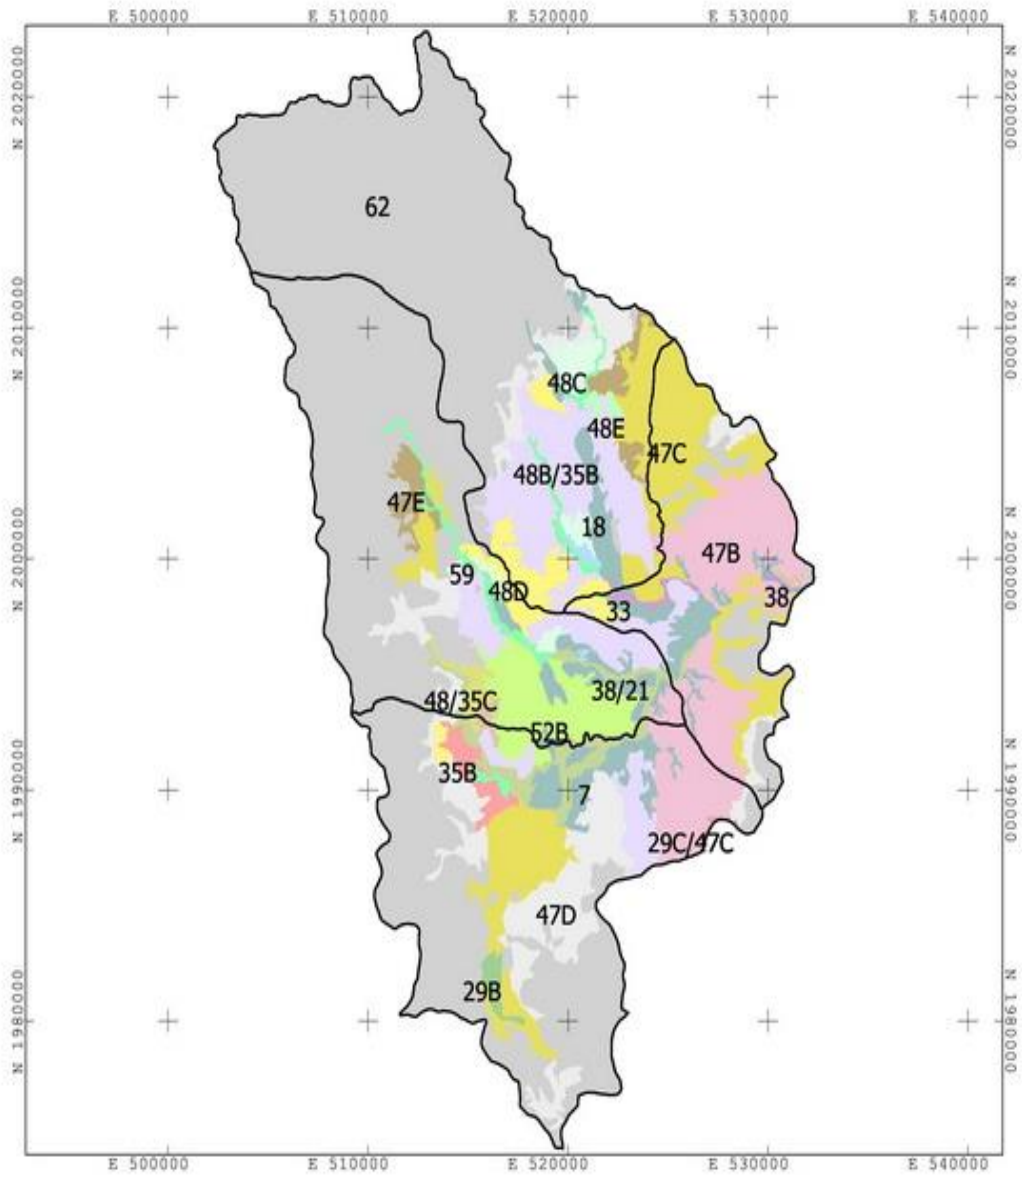 E 500000 E 510000 E 520000 E 530000 E 540000
N 2020000 N 2020000
62
N 2010000 N 2010000
48C
48E
47C
48B/35B
47E
18
N 2000000 N 2000000
47B
59
48D
38
33
38/21
48/35C
52B
35B
N 1990000 N 1990000
7
29C/47C
47D
29B
N 1980000 N 1980000
E 500000 E 510000 E 520000 E 530000 E 540000